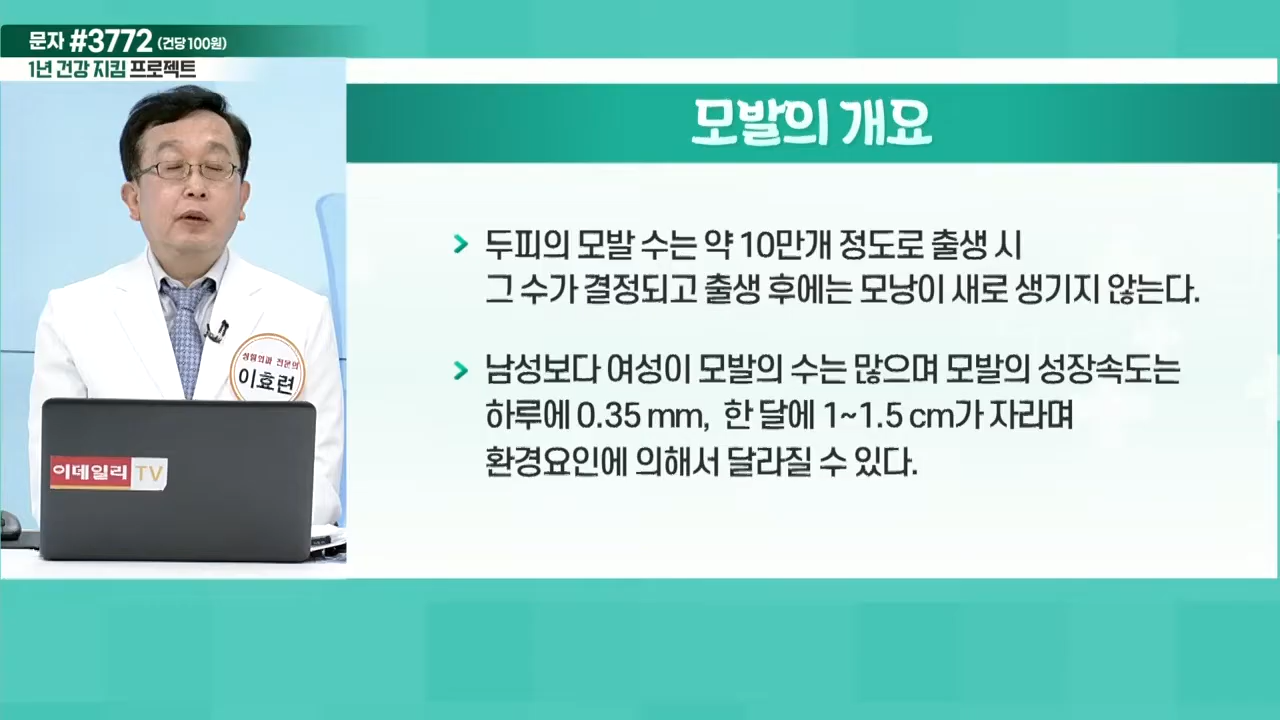 문자 #3772 (건당 100원)
1년 건강 지킴 프로젝트
모발의 개요
두피의 모발 수는 약 10만개 정도로 출생 시
그 수가 결정되고 출생 후에는 모낭이 새로 생기지 않는다.
남성보다 여성이 모발의 수는 많으며 모발의 성장속도는
하루에 0.35 mm, 한 달에 1~1.5 cm가 자라며
환경요인에 의해서 달라질 수 있다.
전문의
이효련
이데일리 TV